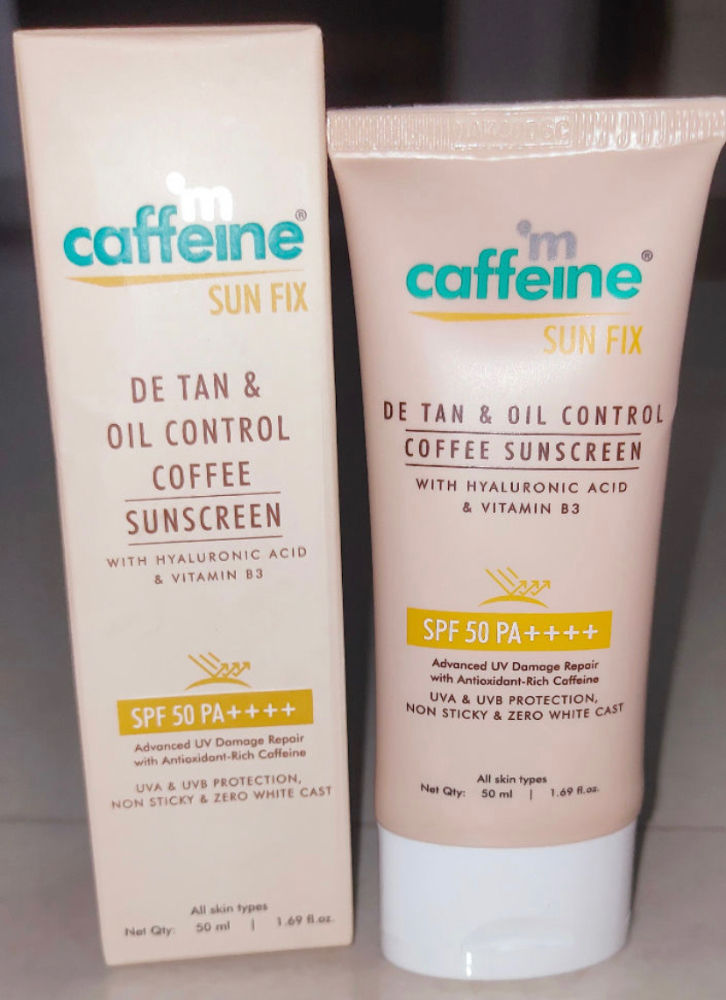 'm
caffeine®
SUN FIX
DE TAN &
OIL CONTROL
COFFEE
SUNSCREEN
WITH HYALURONIC ACID
& VITAMIN B3
SPF 50 PA++++
Advanced UV Damage Repair
with Antioxidant-Rich Caffeine
UVA & UVB PROTECTION,
NON STICKY & ZERO WHITE CAST
All skin types
Net Qty: 50 ml | 1.69 fl.oz.
'm
caffeine®
SUN FIX
DE TAN & OIL CONTROL
COFFEE SUNSCREEN
WITH HYALURONIC ACID
& VITAMIN B3
SPF 50 PA++++
Advanced UV Damage Repair
with Antioxidant-Rich Caffeine
UVA & UVB PROTECTION,
NON STICKY & ZERO WHITE CAST
All skin types
Net Qty: 50 ml | 1.69 fl.oz.